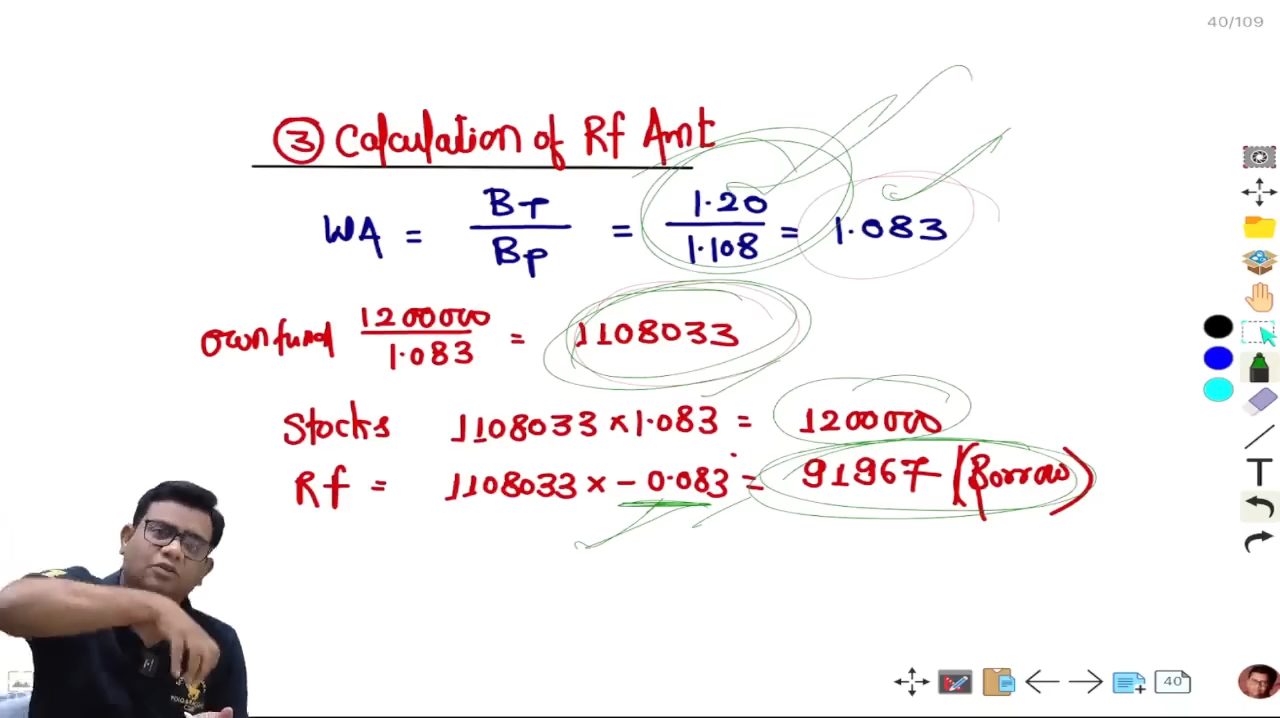 40/109
③ Calculation of Rf Amt
WA = BT / Bp = 1.20 / 1.108 = 1.083
own fund 1200000 / 1.083 = 1108033
Stocks 1108033 × 1.083 = 1200000
Rf = 1108033 × - 0.083 = 91967 (Borrow)
T
40